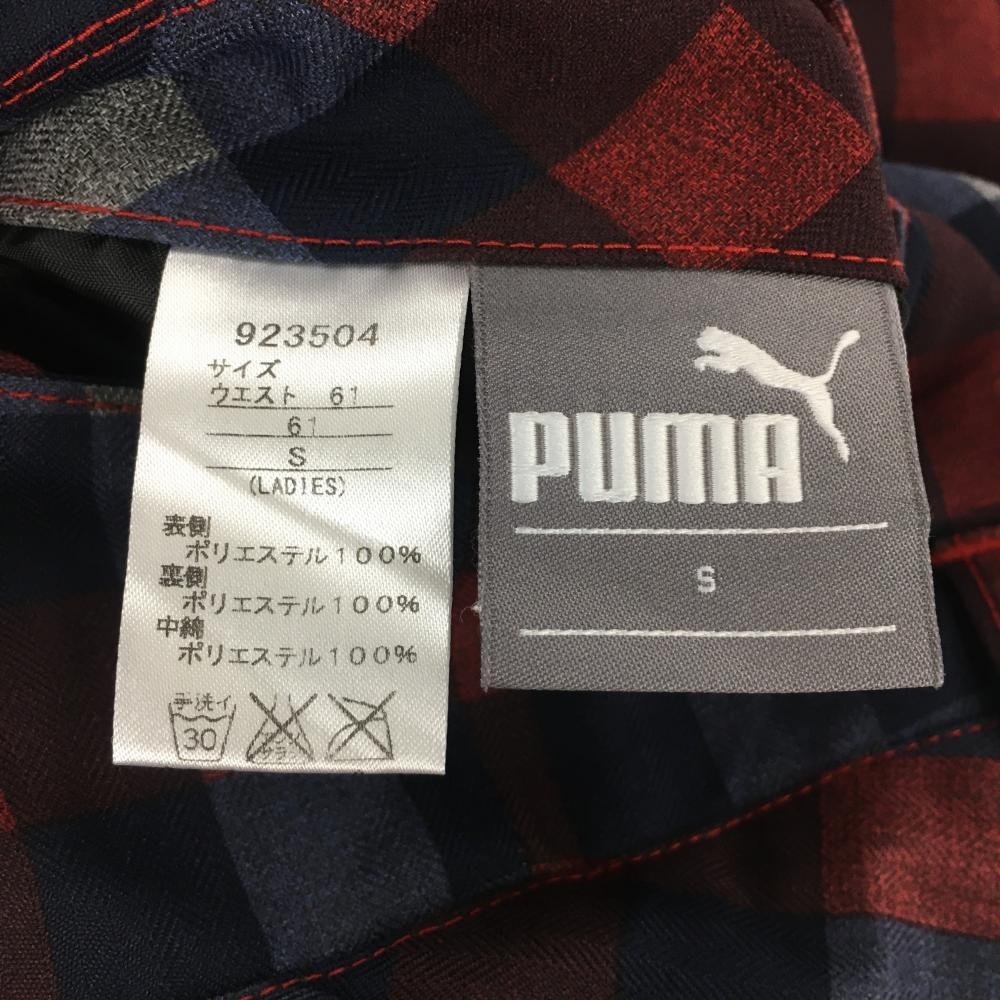 923504
サイズ
ウエスト 61
61
S
(LADIES)
表側
ポリエステル100%
裏側
ポリエステル100%
中綿
ポリエステル100%
手洗イ
30
PUMA
S